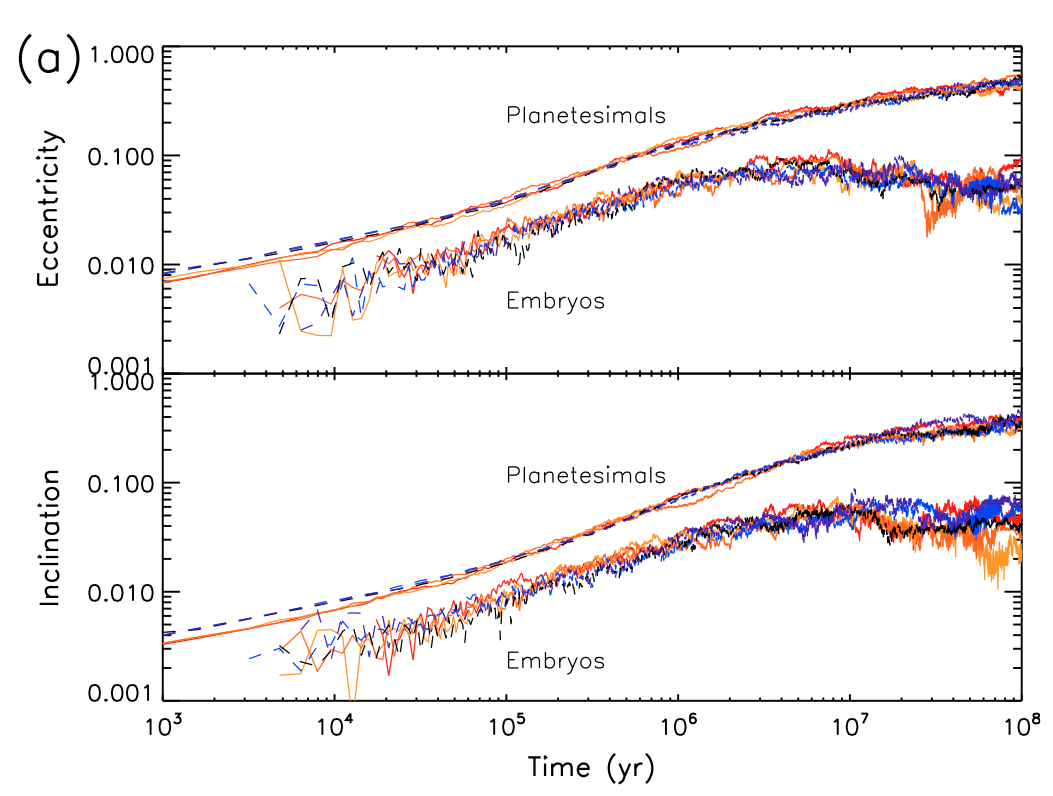 (a)
1.000
0.100
0.010
0.001
Eccentricity
Planetesimals
Embryos
1.000
0.100
0.010
0.001
Inclination
Planetesimals
Embryos
10³ 10⁴ 10⁵ 10⁶ 10⁷ 10⁸
Time (yr)